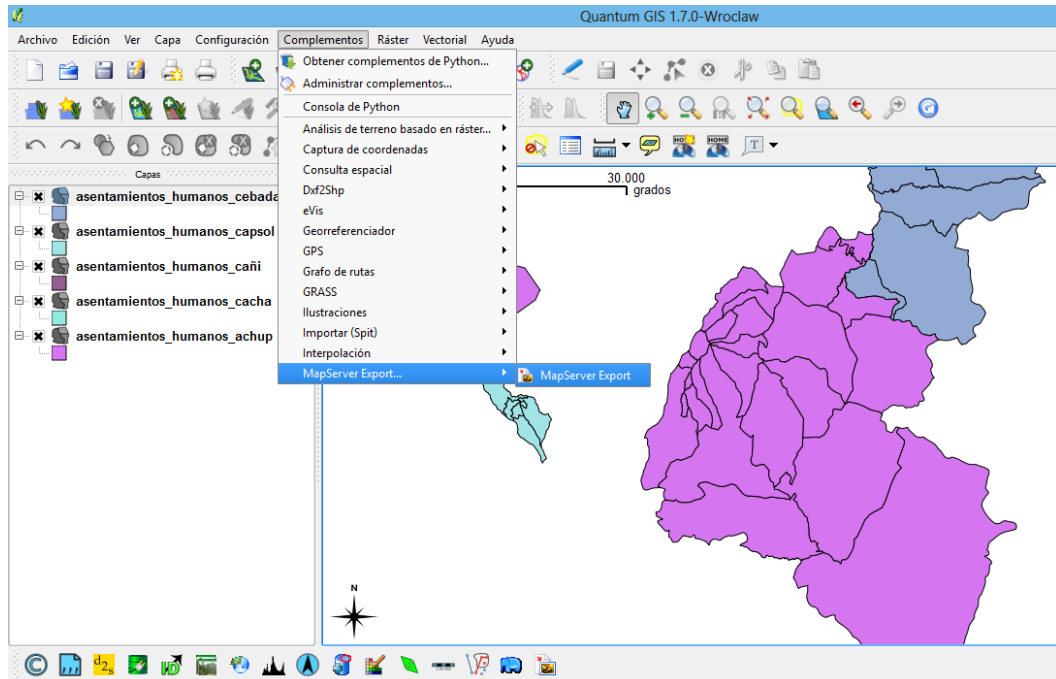 Quantum GIS 1.7.0-Wroclaw
Archivo Edición Ver Capa Configuración Complementos Ráster Vectorial Ayuda
Obtener complementos de Python...
Administrar complementos...
Consola de Python
Análisis de terreno basado en ráster...
Captura de coordenadas
Consulta espacial
Dxf2Shp
eVis
Georreferenciador
GPS
Grafo de rutas
GRASS
Ilustraciones
Importar (Spit)
Interpolación
MapServer Export...
MapServer Export
Capas
asentamientos_humanos_cebada
asentamientos_humanos_capsol
asentamientos_humanos_cañi
asentamientos_humanos_cacha
asentamientos_humanos_achup
30.000
grados
HOME
T
N
d2s